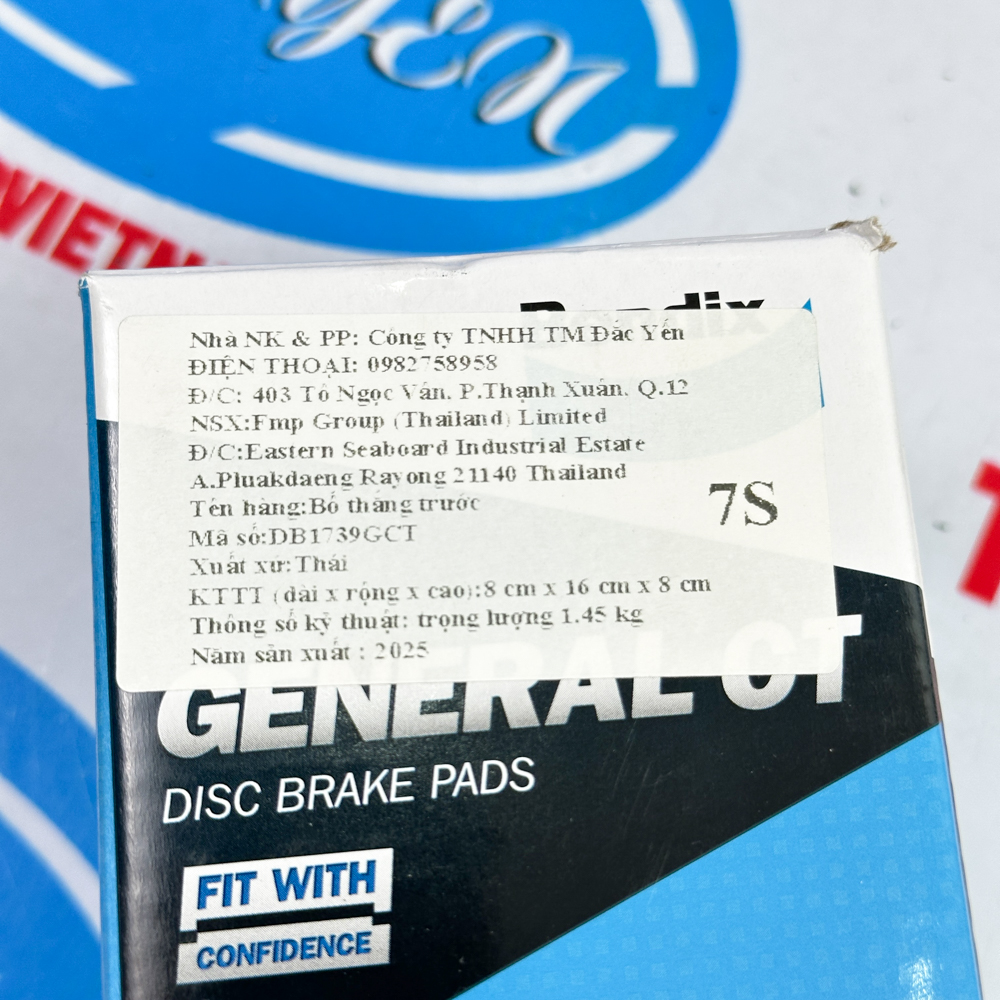 Bendix
Nhà NK & PP: Công ty TNHH TM Đắc Yến
ĐIỆN THOẠI: 0982758958
Đ/C: 403 Tô Ngọc Vân, P.Thạnh Xuân, Q.12
NSX:Fmp Group (Thailand) Limited
Đ/C:Eastern Seaboard Industrial Estate
A.Pluakdaeng Rayong 21140 Thailand
Tên hàng:Bố thắng trước
7S
Mã số:DB1739GCT
Xuất xứ:Thái
KTTT (dài x rộng x cao):8 cm x 16 cm x 8 cm
Thông số kỹ thuật: trọng lượng 1.45 kg
Năm sản xuất : 2025
GENERAL CT
DISC BRAKE PADS
FIT WITH
CONFIDENCE